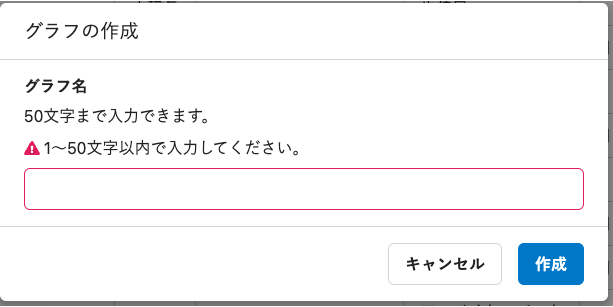 グラフの作成
グラフ名
50文字まで入力できます。
1〜50文字以内で入力してください。
キャンセル
作成